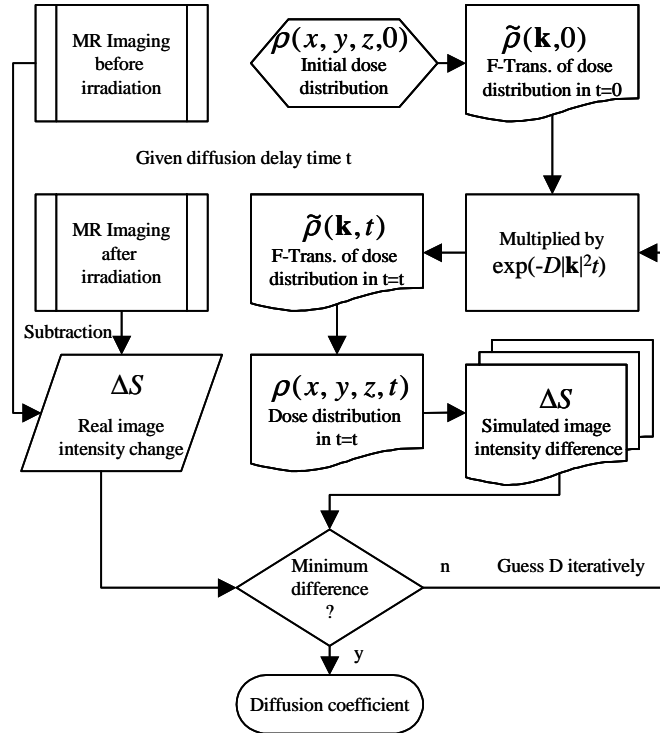 MR Imaging
before
irradiation
ρ(x, y, z,0)
Initial dose
distribution
ρ̃(k,0)
F-Trans. of dose
distribution in t=0
Given diffusion delay time t
MR Imaging
after
irradiation
ρ̃(k,t)
F-Trans. of dose
distribution in t=t
Multiplied by
exp(-D|k|²t)
Subtraction
ΔS
Real image
intensity change
ρ(x, y, z,t)
Dose distribution
in t=t
ΔS
Simulated image
intensity difference
Minimum
difference
?
n
Guess D iteratively
y
Diffusion coefficient